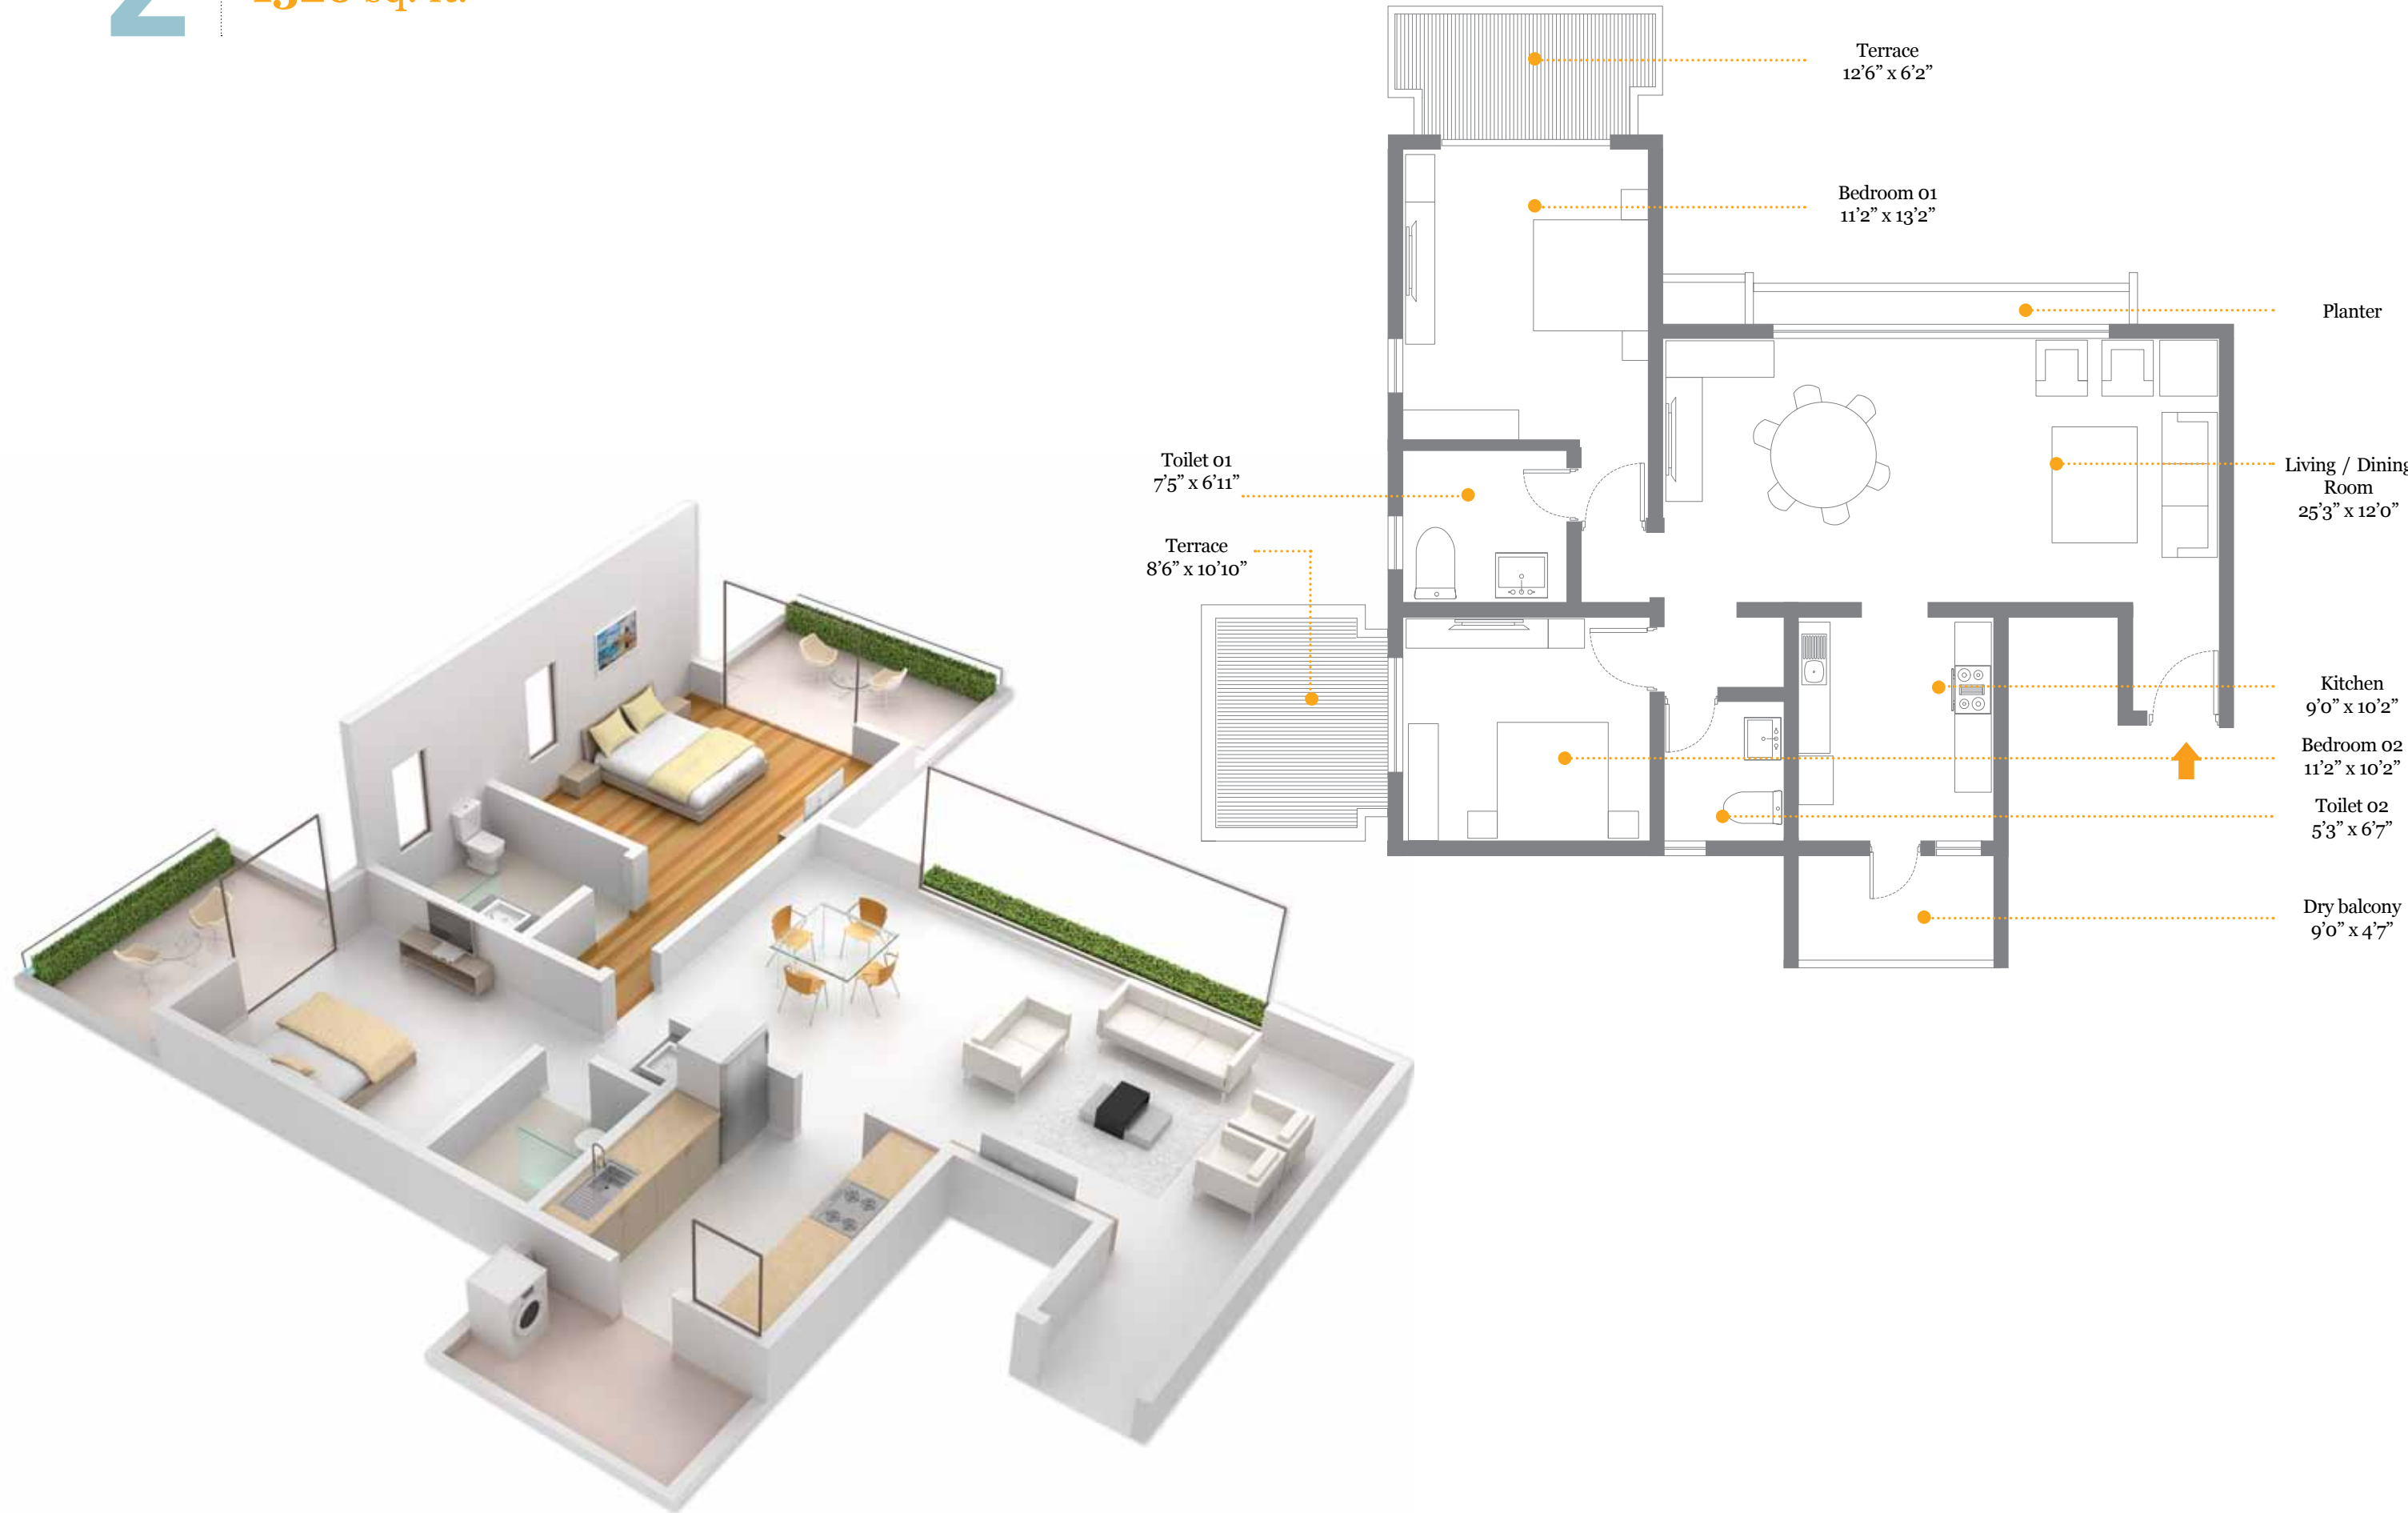 2
Terrace
12’6” x 6’2”
Bedroom 01
11’2” x 13’2”
Planter
Toilet 01
7’5” x 6’11”
Living / Dining
Room
25’3” x 12’0”
Terrace
8’6” x 10’10”
Kitchen
9’0” x 10’2”
Bedroom 02
11’2” x 10’2”
Toilet 02
5’3” x 6’7”
Dry balcony
9’0” x 4’7”